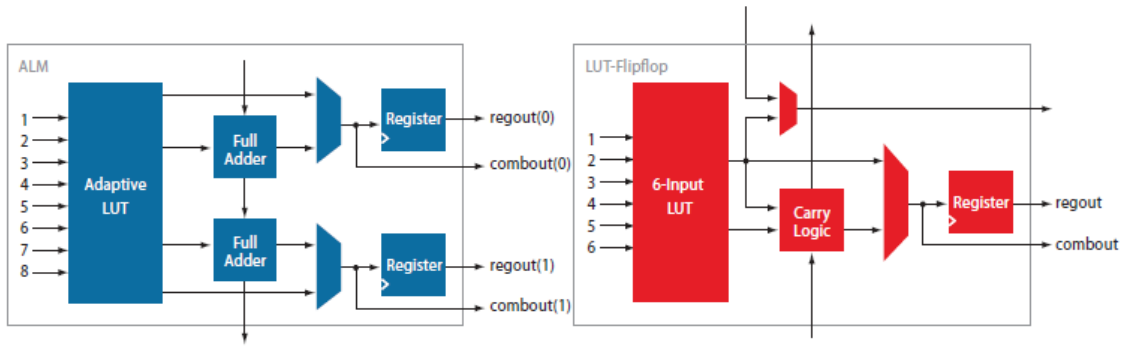 ALM
1
2
3
4
5
6
7
8
Adaptive
LUT
Full
Adder
Full
Adder
Register
Register
regout(0)
combout(0)
regout(1)
combout(1)
LUT-Flipflop
1
2
3
4
5
6
6-Input
LUT
Carry
Logic
Register
regout
combout